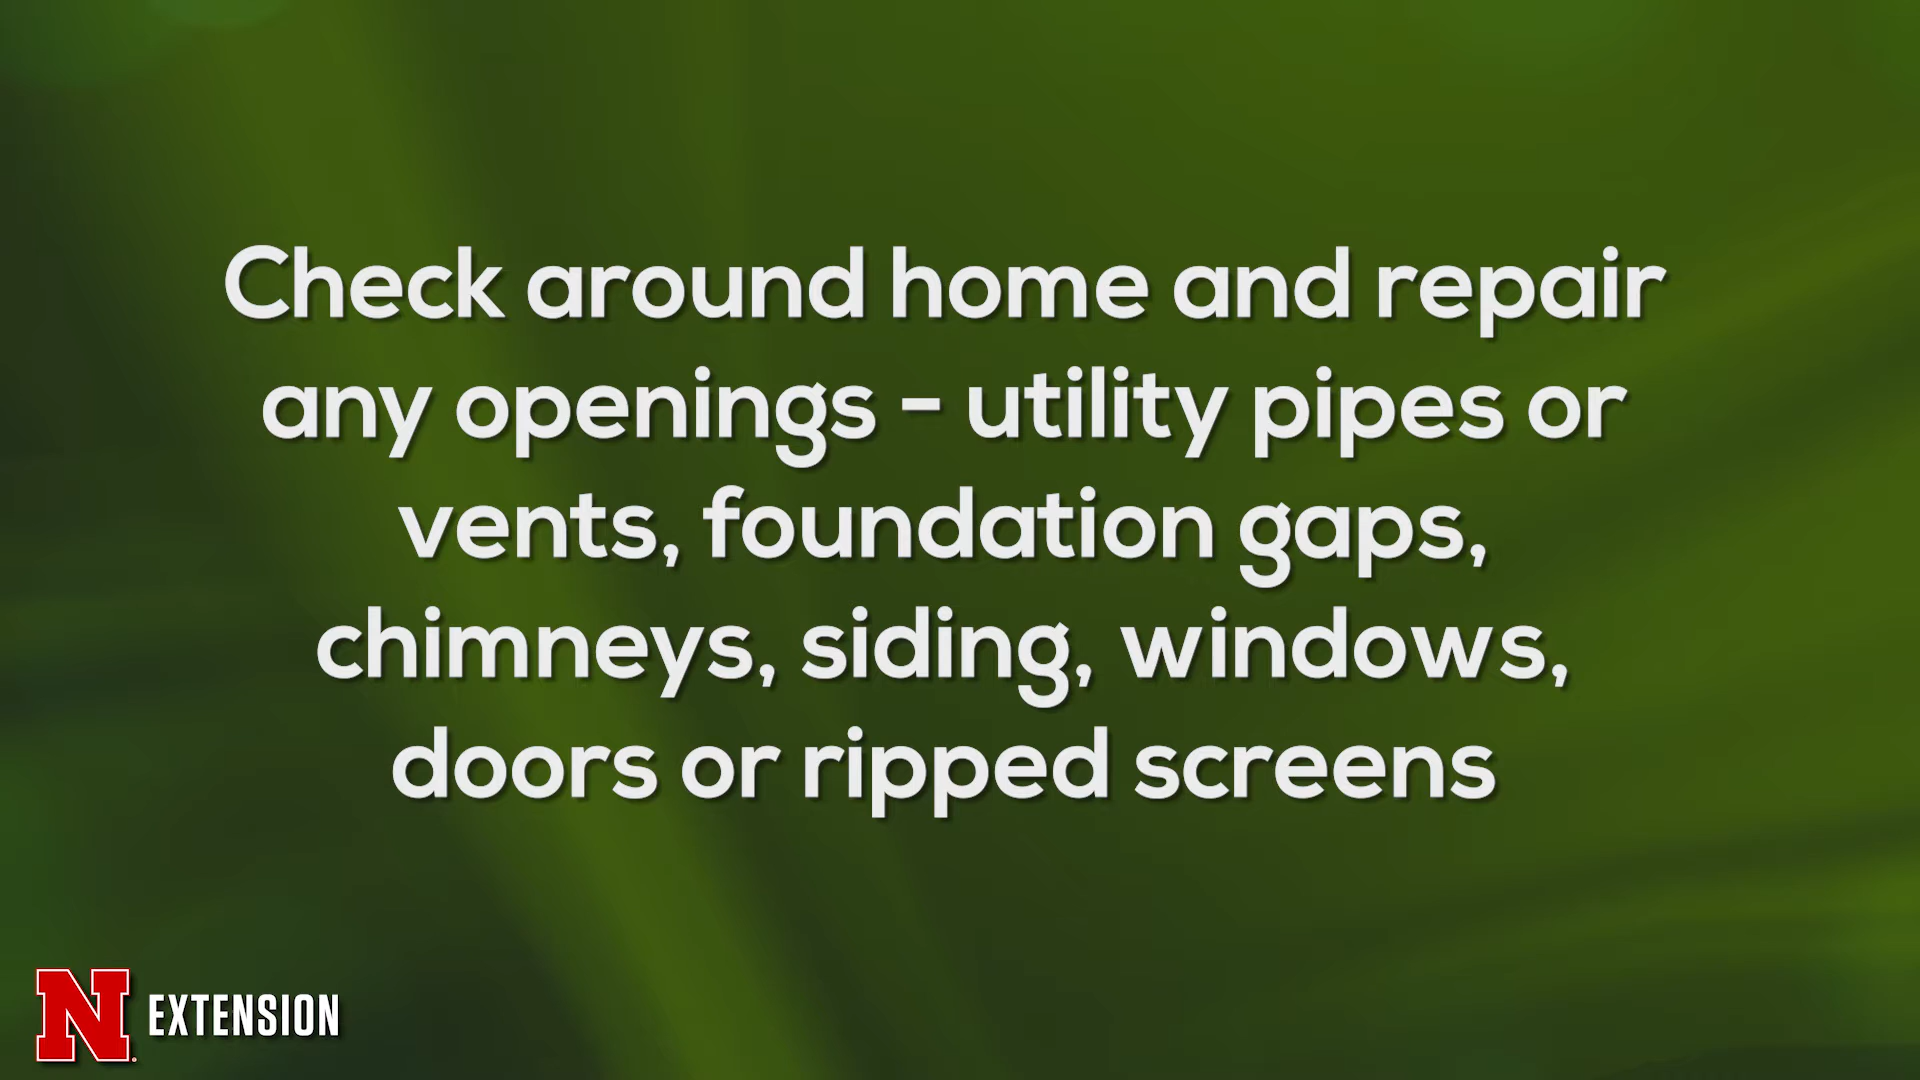 Check around home and repair
any openings - utility pipes or
vents, foundation gaps,
chimneys, siding, windows,
doors or ripped screens
N EXTENSION